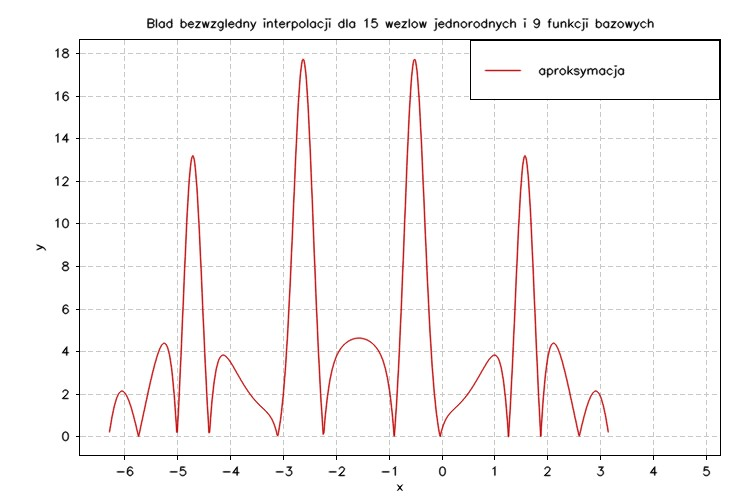 Blad bezwzgledny interpolacji dla 15 wezlow jednorodnych i 9 funkcji bazowych
aproksymacja
18
16
14
12
10
8
6
4
2
0
y
−6 −5 −4 −3 −2 −1 0 1 2 3 4 5
x